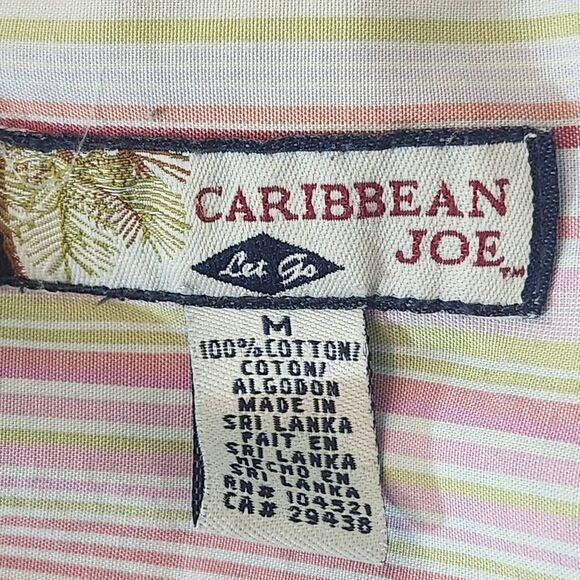 CARIBBEAN
JOE™
Let Go
M
100% COTTON/
COTON/
ALGODON
MADE IN
SRI LANKA
FAIT EN
SRI LANKA
HECHO EN
SRI LANKA
RN# 104521
CA# 29438